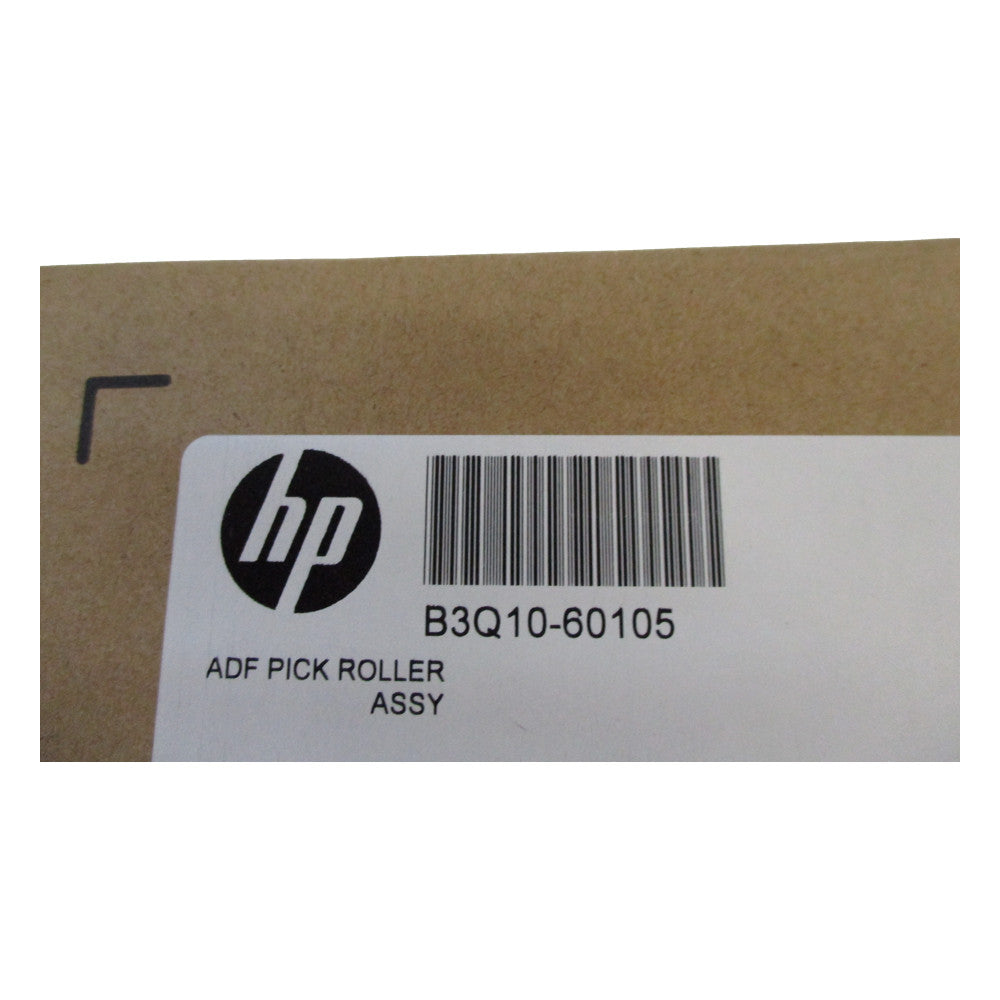 hp
B3Q10-60105
ADF PICK ROLLER
ASSY